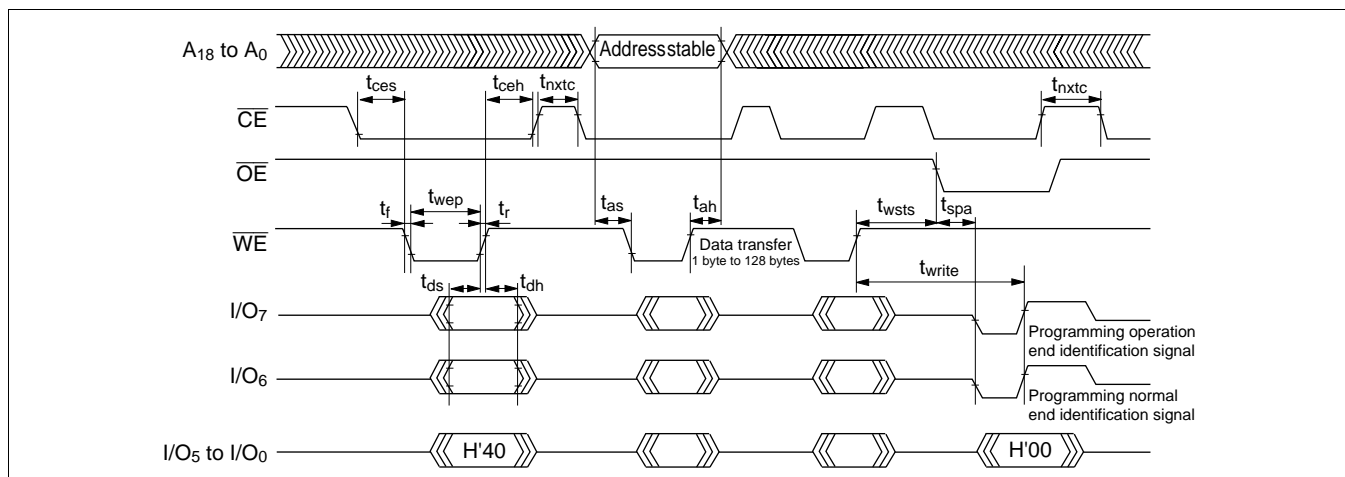 A18 to A0
Addressstable
tces
tceh
tnxtc
tnxtc
CE
OE
twep
tf
tr
tas
tah
twsts
tspa
WE
Data transfer
1 byte to 128 bytes
twrite
tds
tdh
I/O7
Programming operation
end identification signal
I/O6
Programming normal
end identification signal
I/O5 to I/O0
H'40
H'00